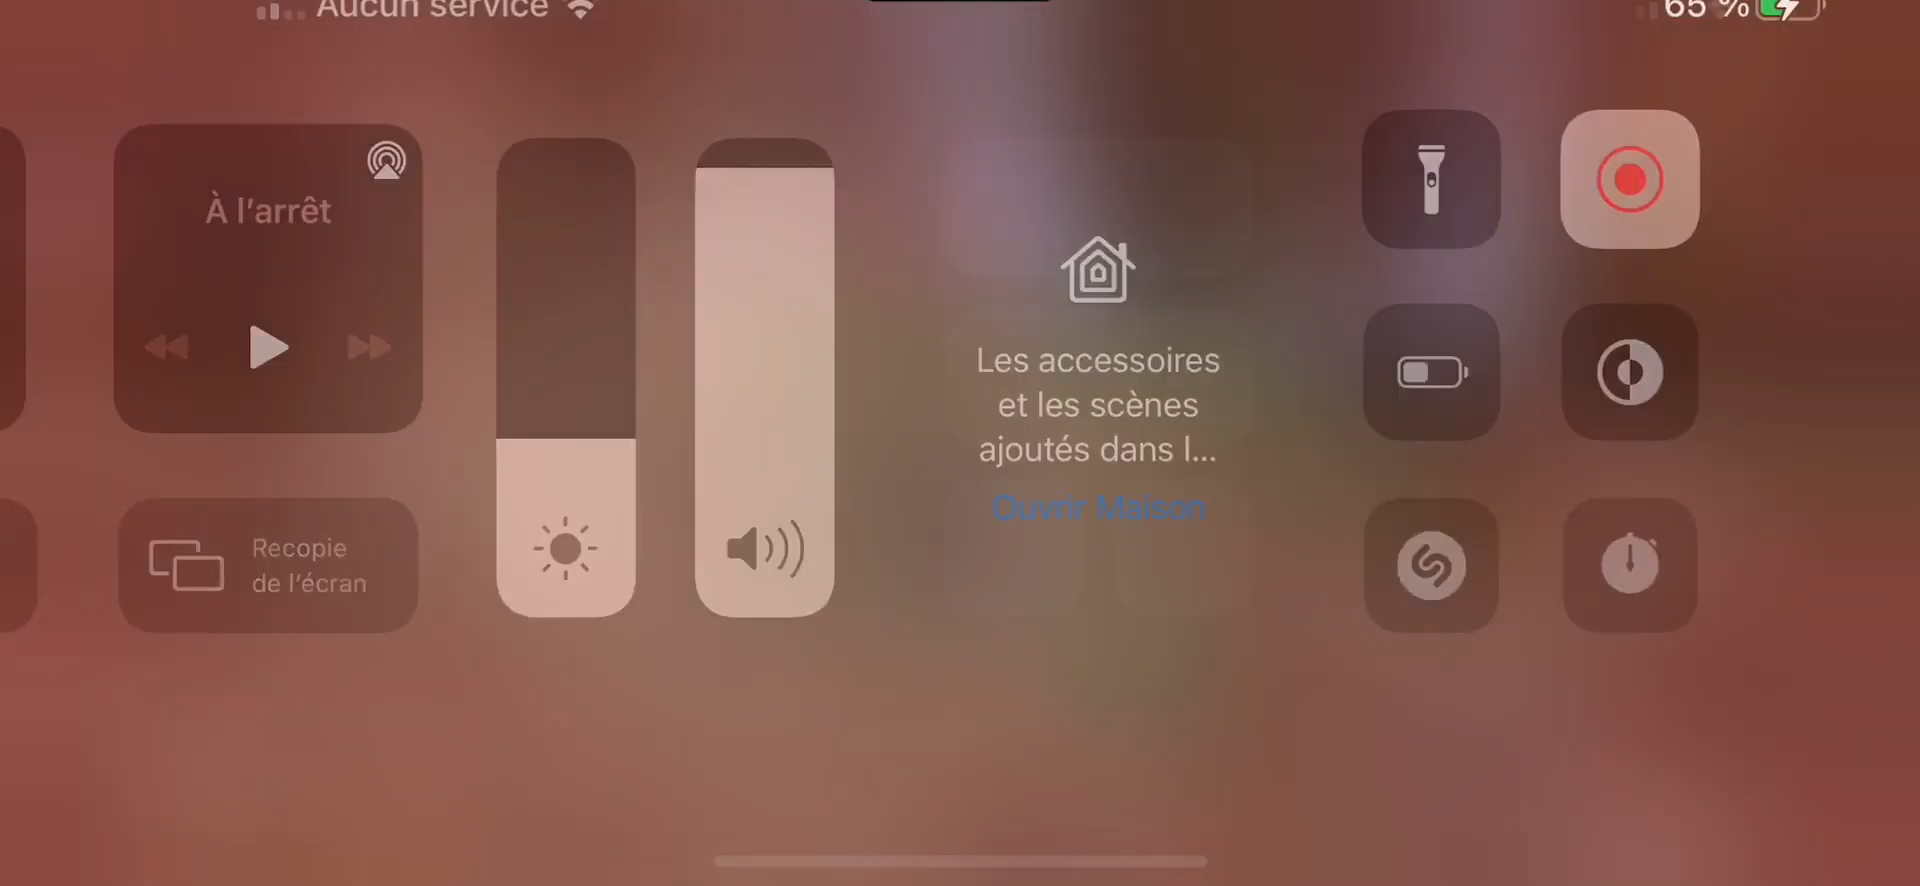 Aucun service
65 %
À l'arrêt
Recopie
de l'écran
Les accessoires
et les scènes
ajoutés dans l...
Ouvrir Maison